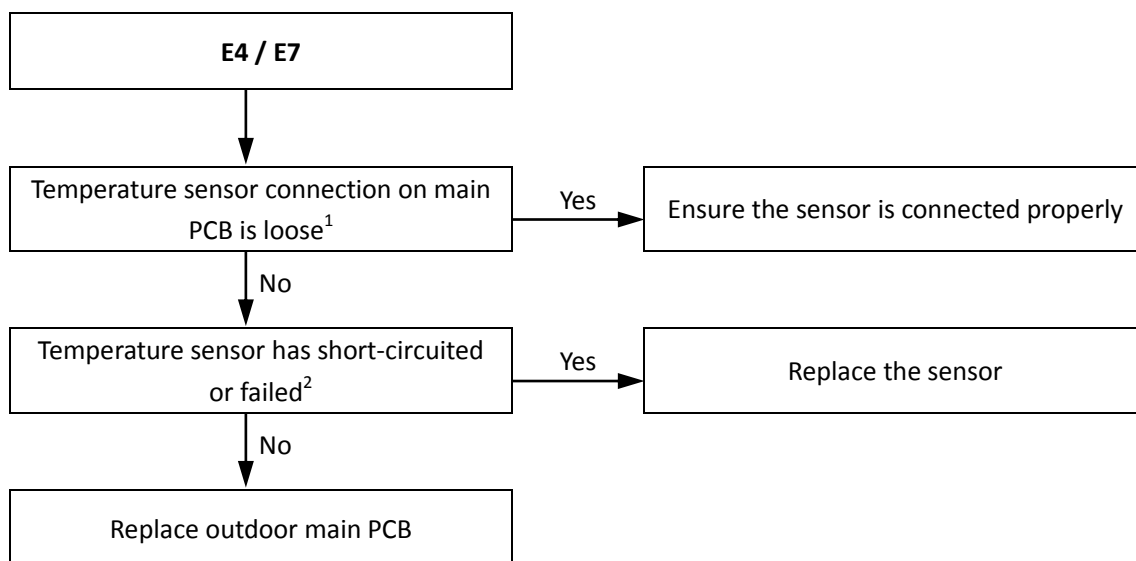 E4 / E7
Temperature sensor connection on main
PCB is loose1
Yes
Ensure the sensor is connected properly
No
Temperature sensor has short-circuited
or failed2
Yes
Replace the sensor
No
Replace outdoor main PCB